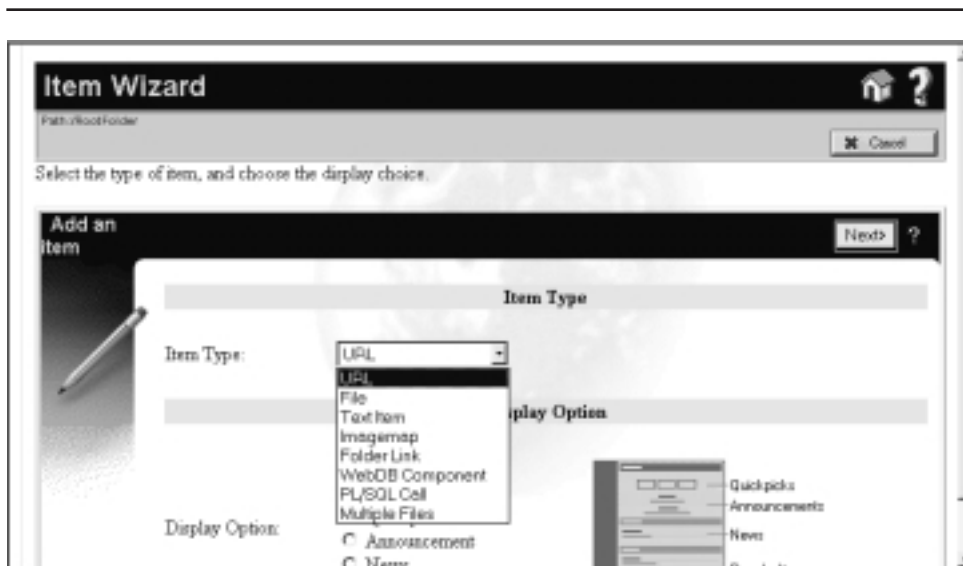 Item Wizard
?
Path:/RootFolder
Cancel
Select the type of item, and choose the display choice.
Add an
Item
Next>
?
Item Type
Item Type:
URL
URL
File
Text Item
Imagemap
Folder Link
WebDB Component
PL/SQL Call
Multiple Files
play Option
Quickpicks
Announcements
Display Option:
News
Announcement
News